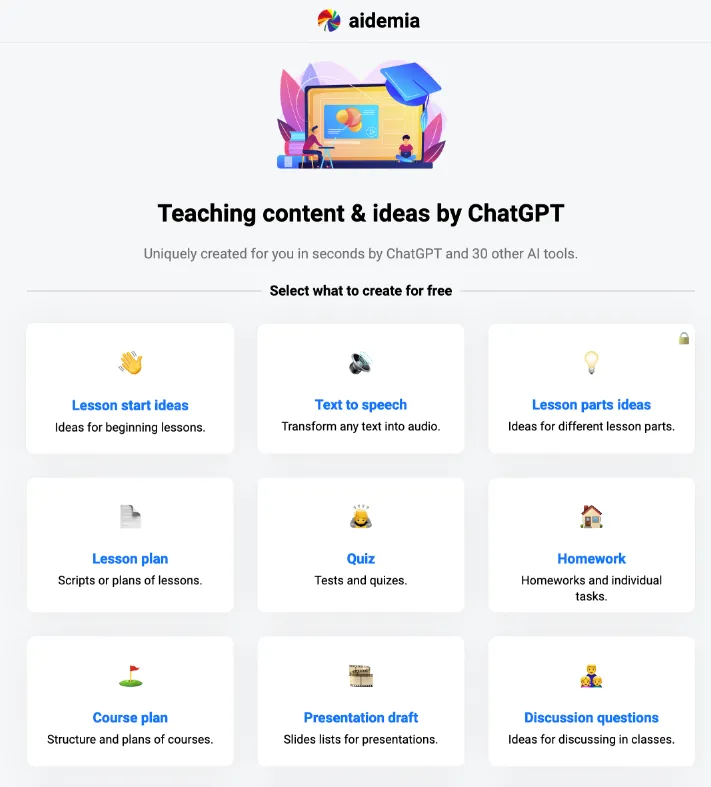 aidemia
Teaching content & ideas by ChatGPT
Uniquely created for you in seconds by ChatGPT and 30 other AI tools.
Select what to create for free
Lesson start ideas
Ideas for beginning lessons.
Text to speech
Transform any text into audio.
Lesson parts ideas
Ideas for different lesson parts.
Lesson plan
Scripts or plans of lessons.
Quiz
Tests and quizes.
Homework
Homeworks and individual
tasks.
Course plan
Structure and plans of courses.
Presentation draft
Slides lists for presentations.
Discussion questions
Ideas for discussing in classes.